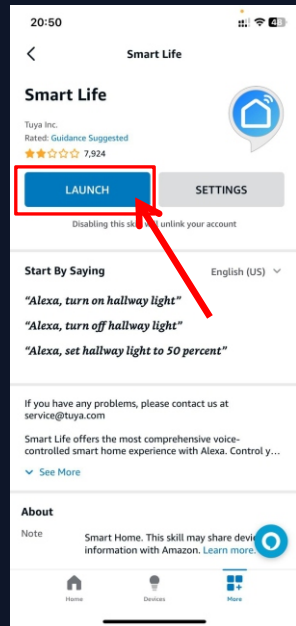 20:50
Smart Life
Smart Life
Tuya Inc.
Rated: Guidance Suggested
7,924
LAUNCH
SETTINGS
Disabling this skill will unlink your account
Start By Saying
English (US)
“Alexa, turn on hallway light”
“Alexa, turn off hallway light”
“Alexa, set hallway light to 50 percent”
If you have any problems, please contact us at
service@tuya.com
Smart Life offers the most comprehensive voice-
controlled smart home experience with Alexa. Control y...
See More
About
Note
Smart Home. This skill may share
information with Amazon. Learn more.
Home
Devices
More